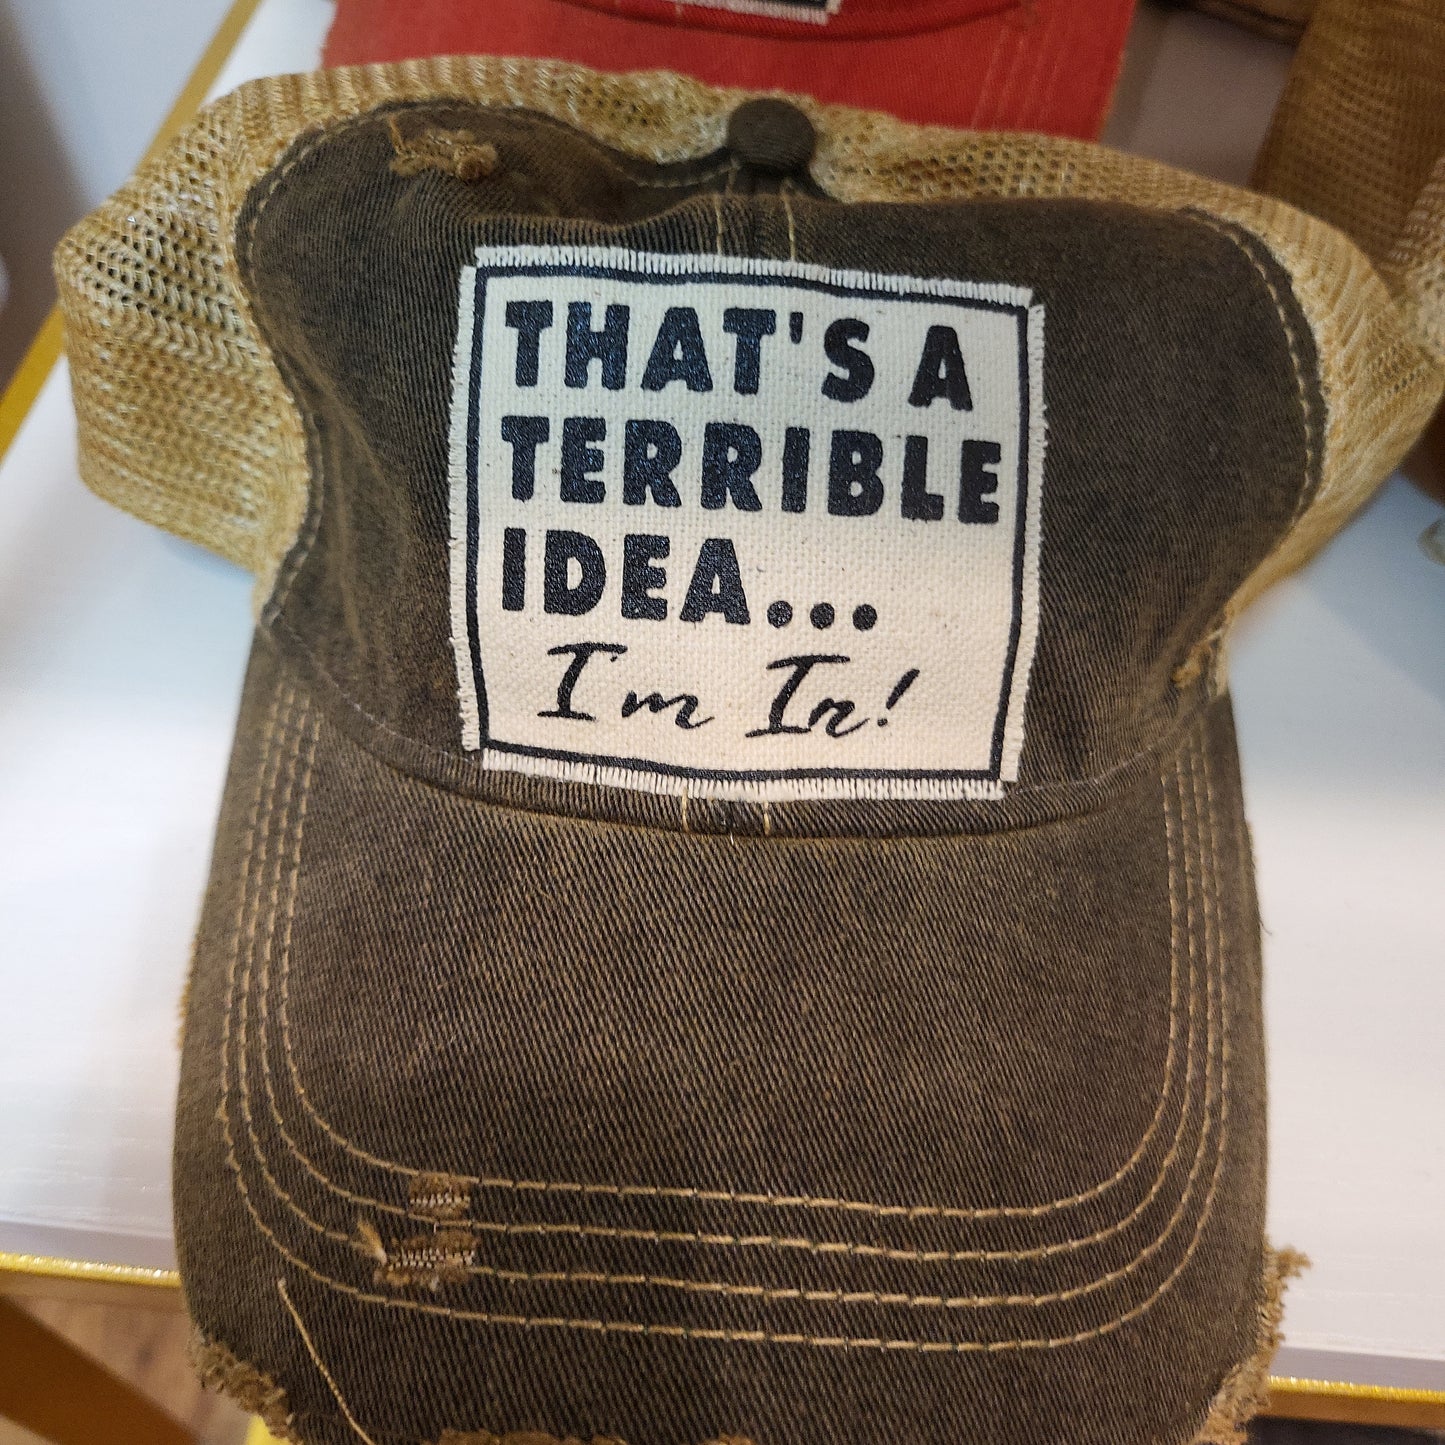 THAT'S A
TERRIBLE
IDEA...
I'm In!